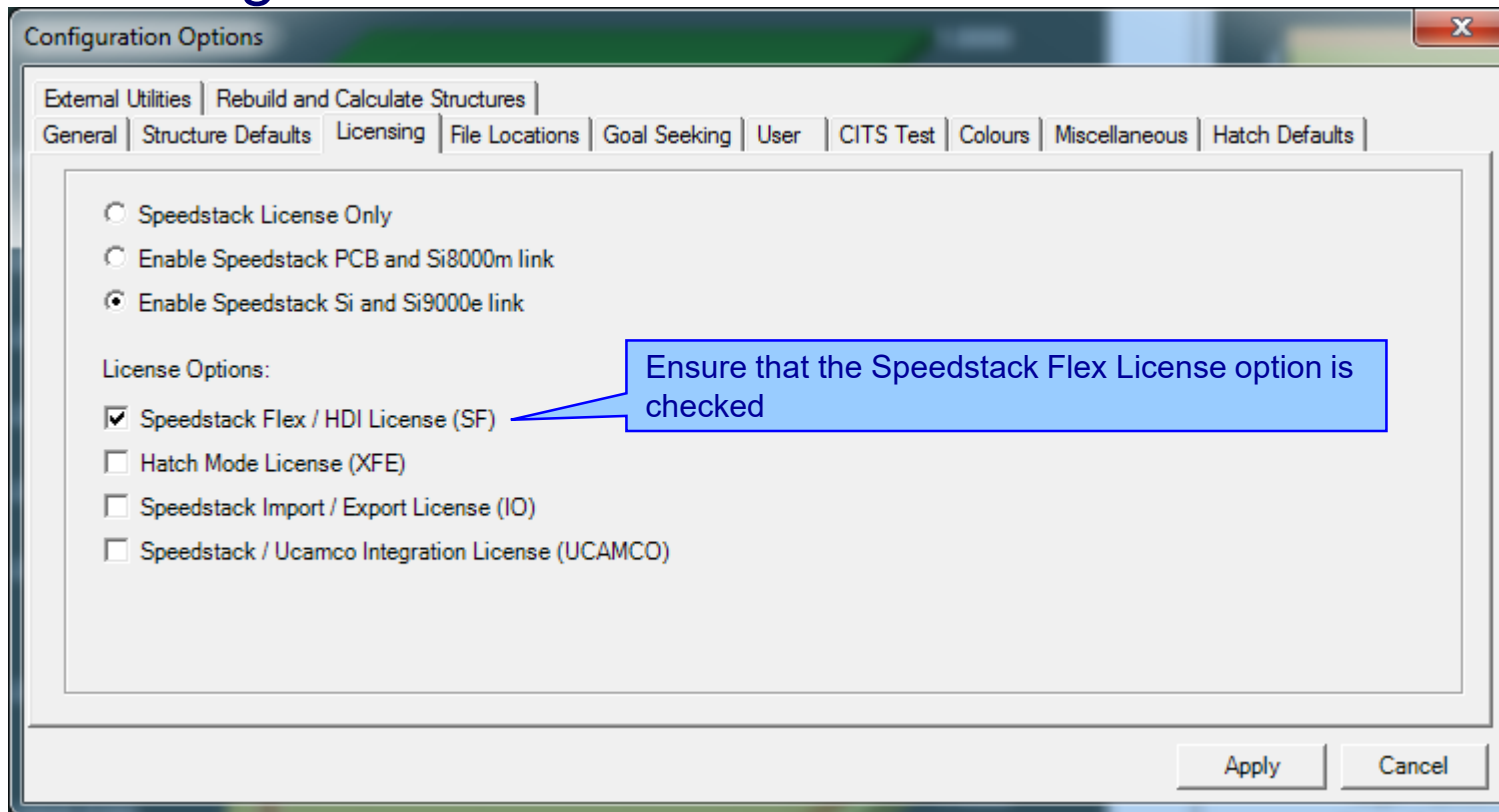 Configuration Options
External Utilities Rebuild and Calculate Structures
General Structure Defaults Licensing File Locations Goal Seeking User CITS Test Colours Miscellaneous Hatch Defaults
Speedstack License Only
Enable Speedstack PCB and Si8000m link
Enable Speedstack Si and Si9000e link
License Options:
Ensure that the Speedstack Flex License option is
checked
Speedstack Flex / HDI License (SF)
Hatch Mode License (XFE)
Speedstack Import / Export License (IO)
Speedstack / Ucamco Integration License (UCAMCO)
Apply Cancel